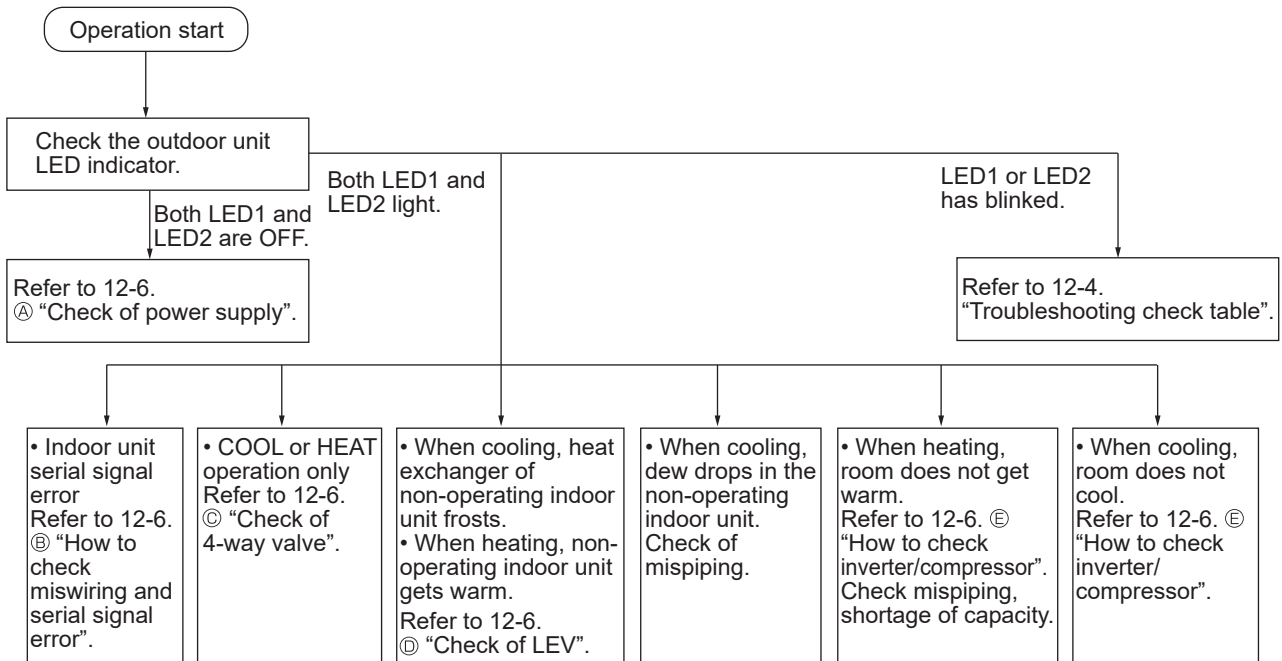 Operation start
Check the outdoor unit
LED indicator.
Both LED1 and
LED2 are OFF.
Both LED1 and
LED2 light.
LED1 or LED2
has blinked.
Refer to 12-6.
Ⓐ “Check of power supply”.
Refer to 12-4.
“Troubleshooting check table”.
• Indoor unit
serial signal
error
Refer to 12-6.
Ⓑ “How to
check
miswiring and
serial signal
error”.
• COOL or HEAT
operation only
Refer to 12-6.
Ⓒ “Check of
4-way valve”.
• When cooling, heat
exchanger of
non-operating indoor
unit frosts.
• When heating, non-
operating indoor unit
gets warm.
Refer to 12-6.
Ⓓ “Check of LEV”.
• When cooling,
dew drops in the
non-operating
indoor unit.
Check of
mispiping.
• When heating,
room does not get
warm.
Refer to 12-6. Ⓔ
“How to check
inverter/compressor”.
Check mispiping,
shortage of capacity.
• When cooling,
room does not
cool.
Refer to 12-6. Ⓔ
“How to check
inverter/
compressor”.